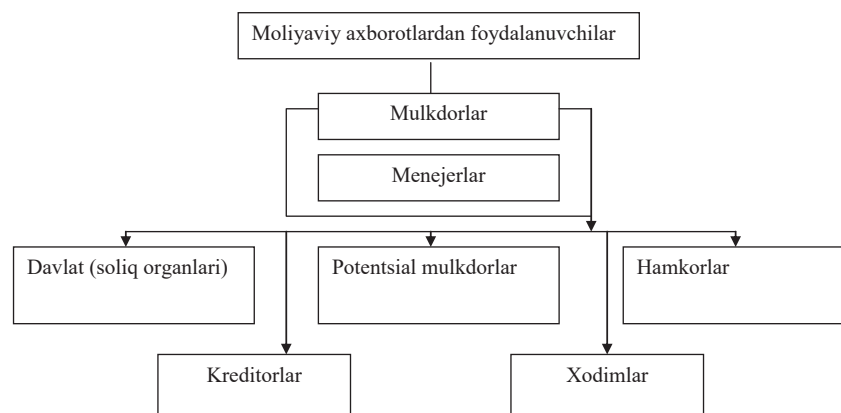 Moliyaviy axborotlardan foydalanuvchilar
Mulkdorlar
Menejerlar
Davlat (soliq organlari)
Potentsial mulkdorlar
Hamkorlar
Kreditorlar
Xodimlar